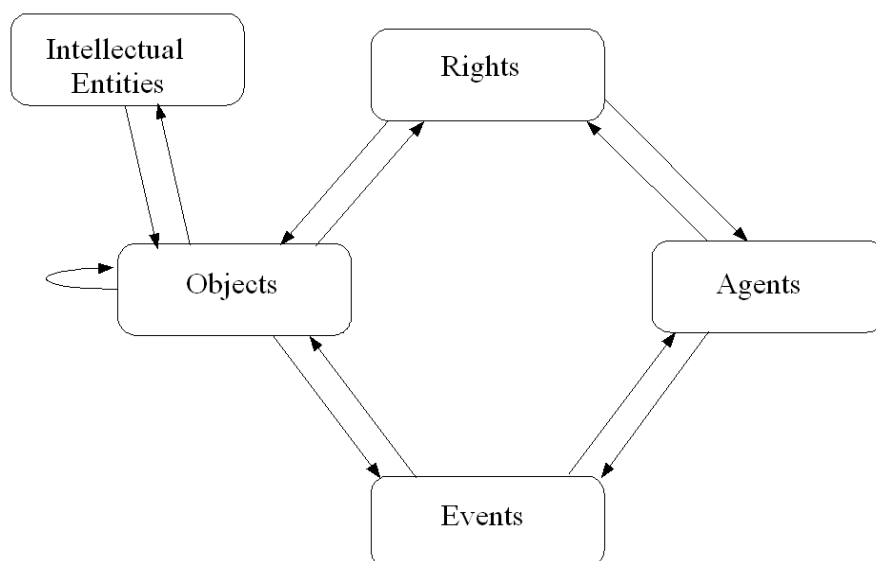 Intellectual
Entities
Rights
Objects
Agents
Events